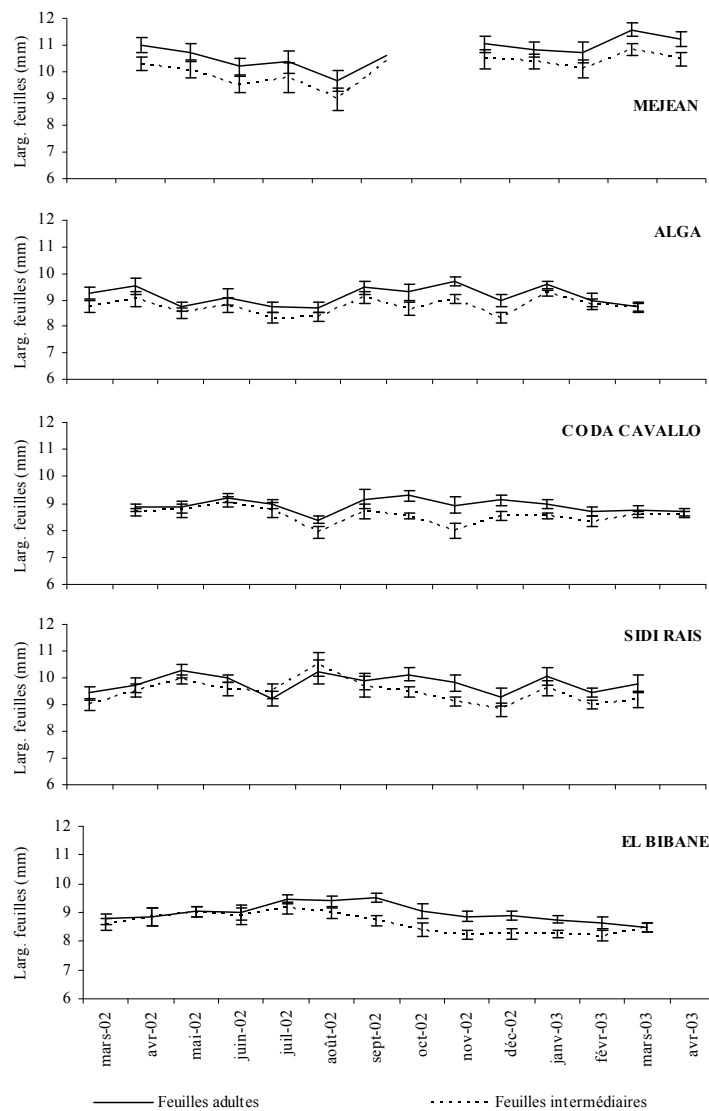 Larg. feuilles (mm)
12
11
10
9
8
7
6
MEJEAN
Larg. feuilles (mm)
12
11
10
9
8
7
6
ALGA
Larg. feuilles (mm)
12
11
10
9
8
7
6
CODA CAVALLO
Larg. feuilles (mm)
12
11
10
9
8
7
6
SIDI RAIS
Larg. feuilles (mm)
12
11
10
9
8
7
6
EL BIBANE
mars-02
avr-02
mai-02
juin-02
juil-02
août-02
sept-02
oct-02
nov-02
déc-02
janv-03
févr-03
mars-03
avr-03
Feuilles adultes
Feuilles intermédiaires